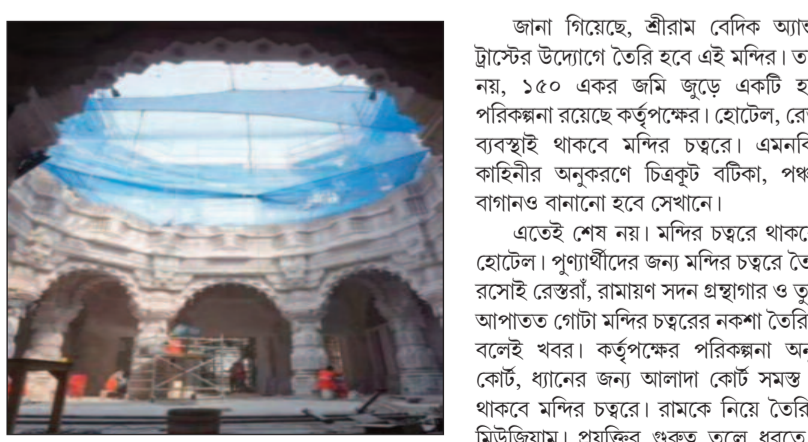 জানা গিয়েছে, শ্রীরাম বেদিক
ট্রাস্টের উদ্যোগে তৈরি হবে এই মন্দির।
নয়, ১৫০ একর জমি জুড়ে একটি
পরিকল্পনা রয়েছে কর্তৃপক্ষের। হোটেল,
ব্যবস্থাই থাকবে মন্দির চত্বরে।
কাহিনীর অনুকরণে চিত্রকূট বটিকা,
বাগানও বানানো হবে সেখানে।
এতেই শেষ নয়। মন্দির চত্বরে
হোটেল। পুণ্যার্থীদের জন্য মন্দির চত্বরে
রসোই রেস্তরাঁ, রামায়ণ সদন গ্রন্থাগার ও
আপাতত গোটা মন্দির চত্বরের নকশা তৈরি
বলেই খবর। কর্তৃপক্ষের পরিকল্পনা
কোর্ট, ধ্যানের জন্য আলাদা কোর্ট সমস্ত
থাকবে মন্দির চত্বরে। রামকে নিয়ে
মিউজিয়াম। প্রযুক্তির গুরুত্ব তুলে ধরতে